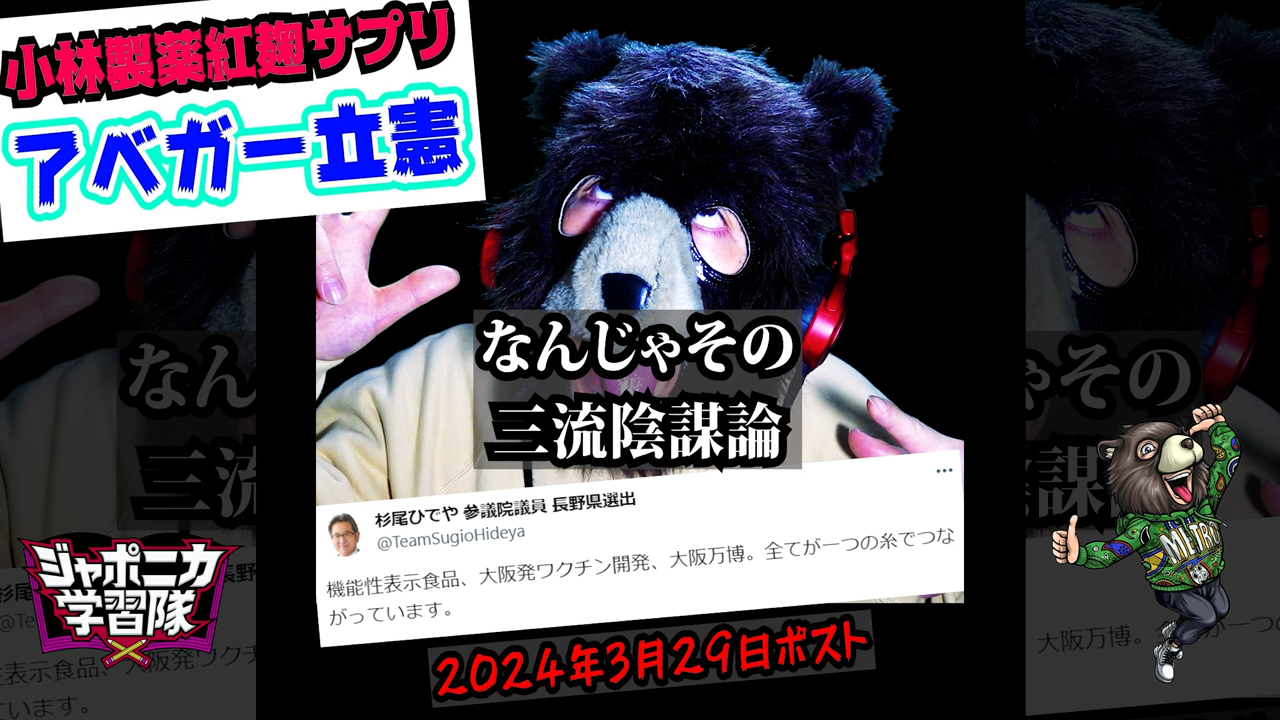 小林製薬紅麹サプリ
アベガー立憲
なんじゃその
三流陰謀論
杉尾ひでや 参議院議員 長野県選出
@TeamSugioHideya
機能性表示食品、大阪発ワクチン開発、大阪万博。全てが一つの糸でつな
がっています。
2024年3月29日ポスト
ジャポニカ
学習隊
METRO